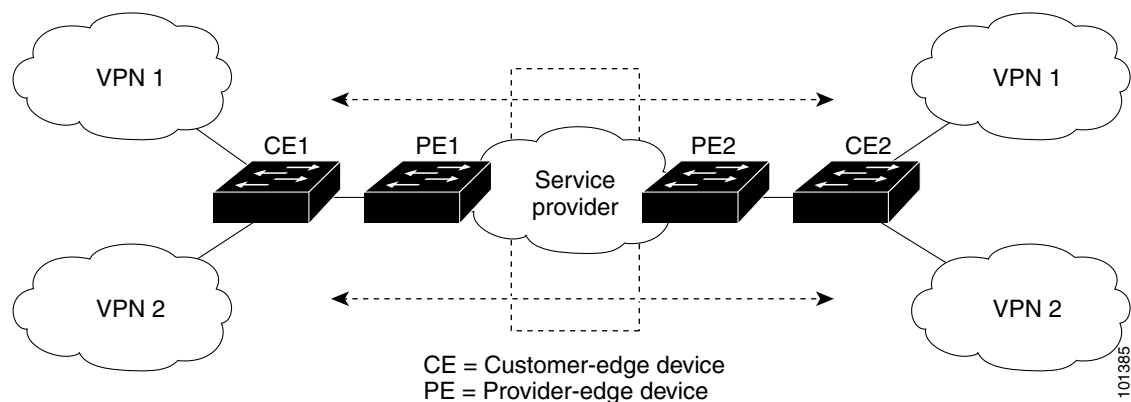 VPN 1
VPN 1
CE1
PE1
PE2
CE2
Service
provider
VPN 2
VPN 2
CE = Customer-edge device
PE = Provider-edge device
101385